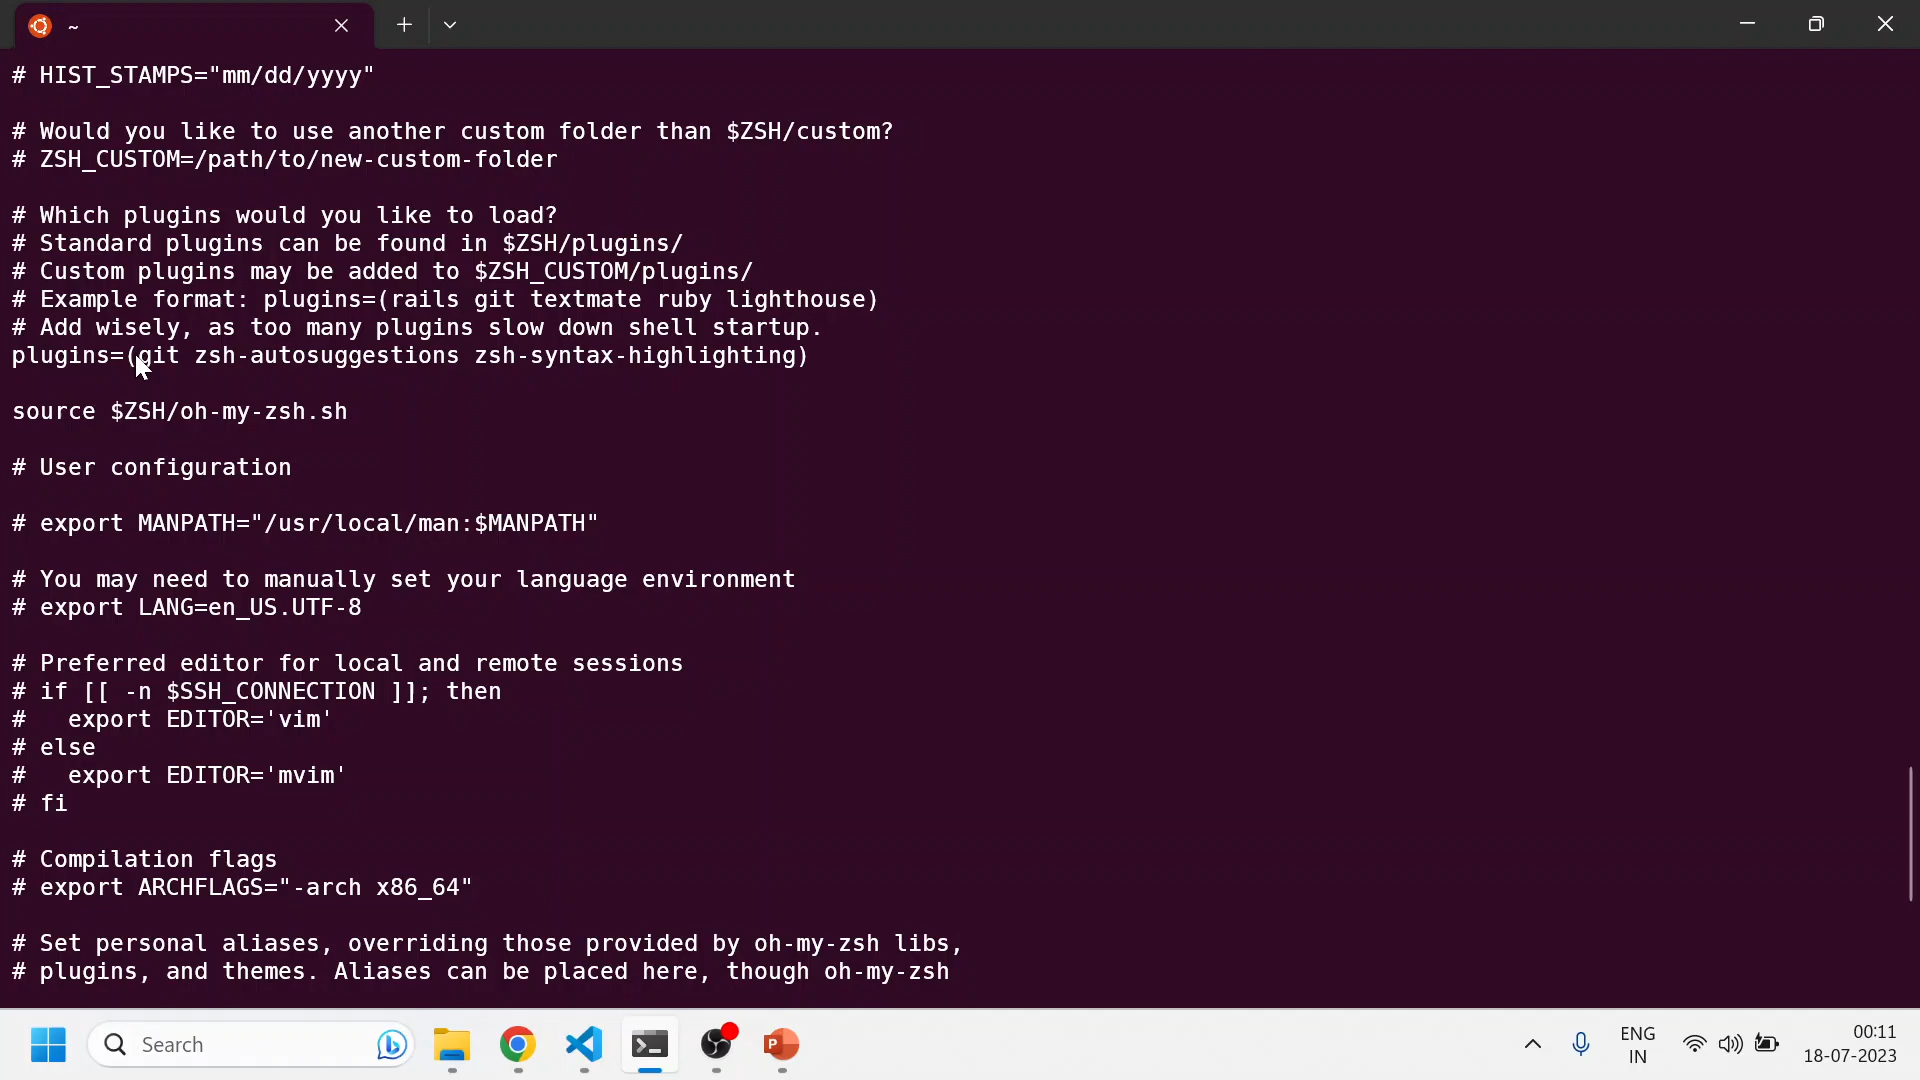 ~
# HIST_STAMPS="mm/dd/yyyy"
# Would you like to use another custom folder than $ZSH/custom?
# ZSH_CUSTOM=/path/to/new-custom-folder
# Which plugins would you like to load?
# Standard plugins can be found in $ZSH/plugins/
# Custom plugins may be added to $ZSH_CUSTOM/plugins/
# Example format: plugins=(rails git textmate ruby lighthouse)
# Add wisely, as too many plugins slow down shell startup.
plugins=(git zsh-autosuggestions zsh-syntax-highlighting)
source $ZSH/oh-my-zsh.sh
# User configuration
# export MANPATH="/usr/local/man:$MANPATH"
# You may need to manually set your language environment
# export LANG=en_US.UTF-8
# Preferred editor for local and remote sessions
# if [[ -n $SSH_CONNECTION ]]; then
#   export EDITOR='vim'
# else
#   export EDITOR='mvim'
# fi
# Compilation flags
# export ARCHFLAGS="-arch x86_64"
# Set personal aliases, overriding those provided by oh-my-zsh libs,
# plugins, and themes. Aliases can be placed here, though oh-my-zsh
Search
P
ENG
IN
00:11
18-07-2023